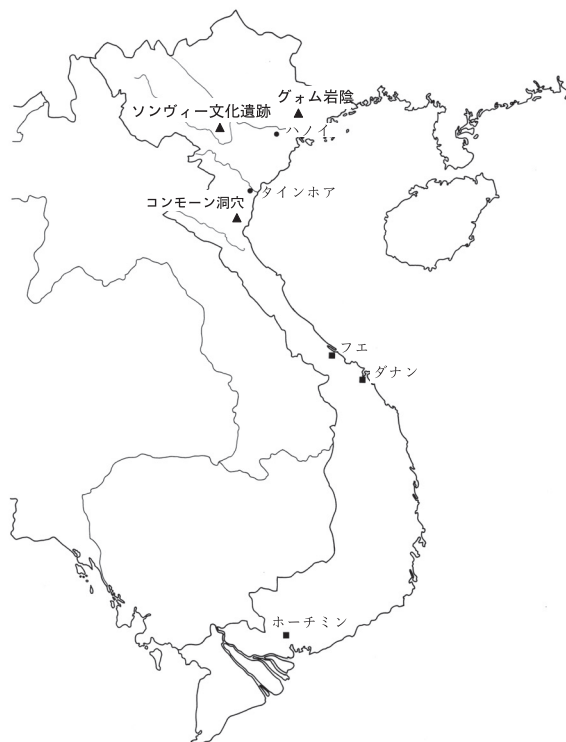 グォム岩陰
ソンヴィー文化遺跡
ハノイ
タインホア
コンモーン洞穴
フエ
ダナン
ホーチミン